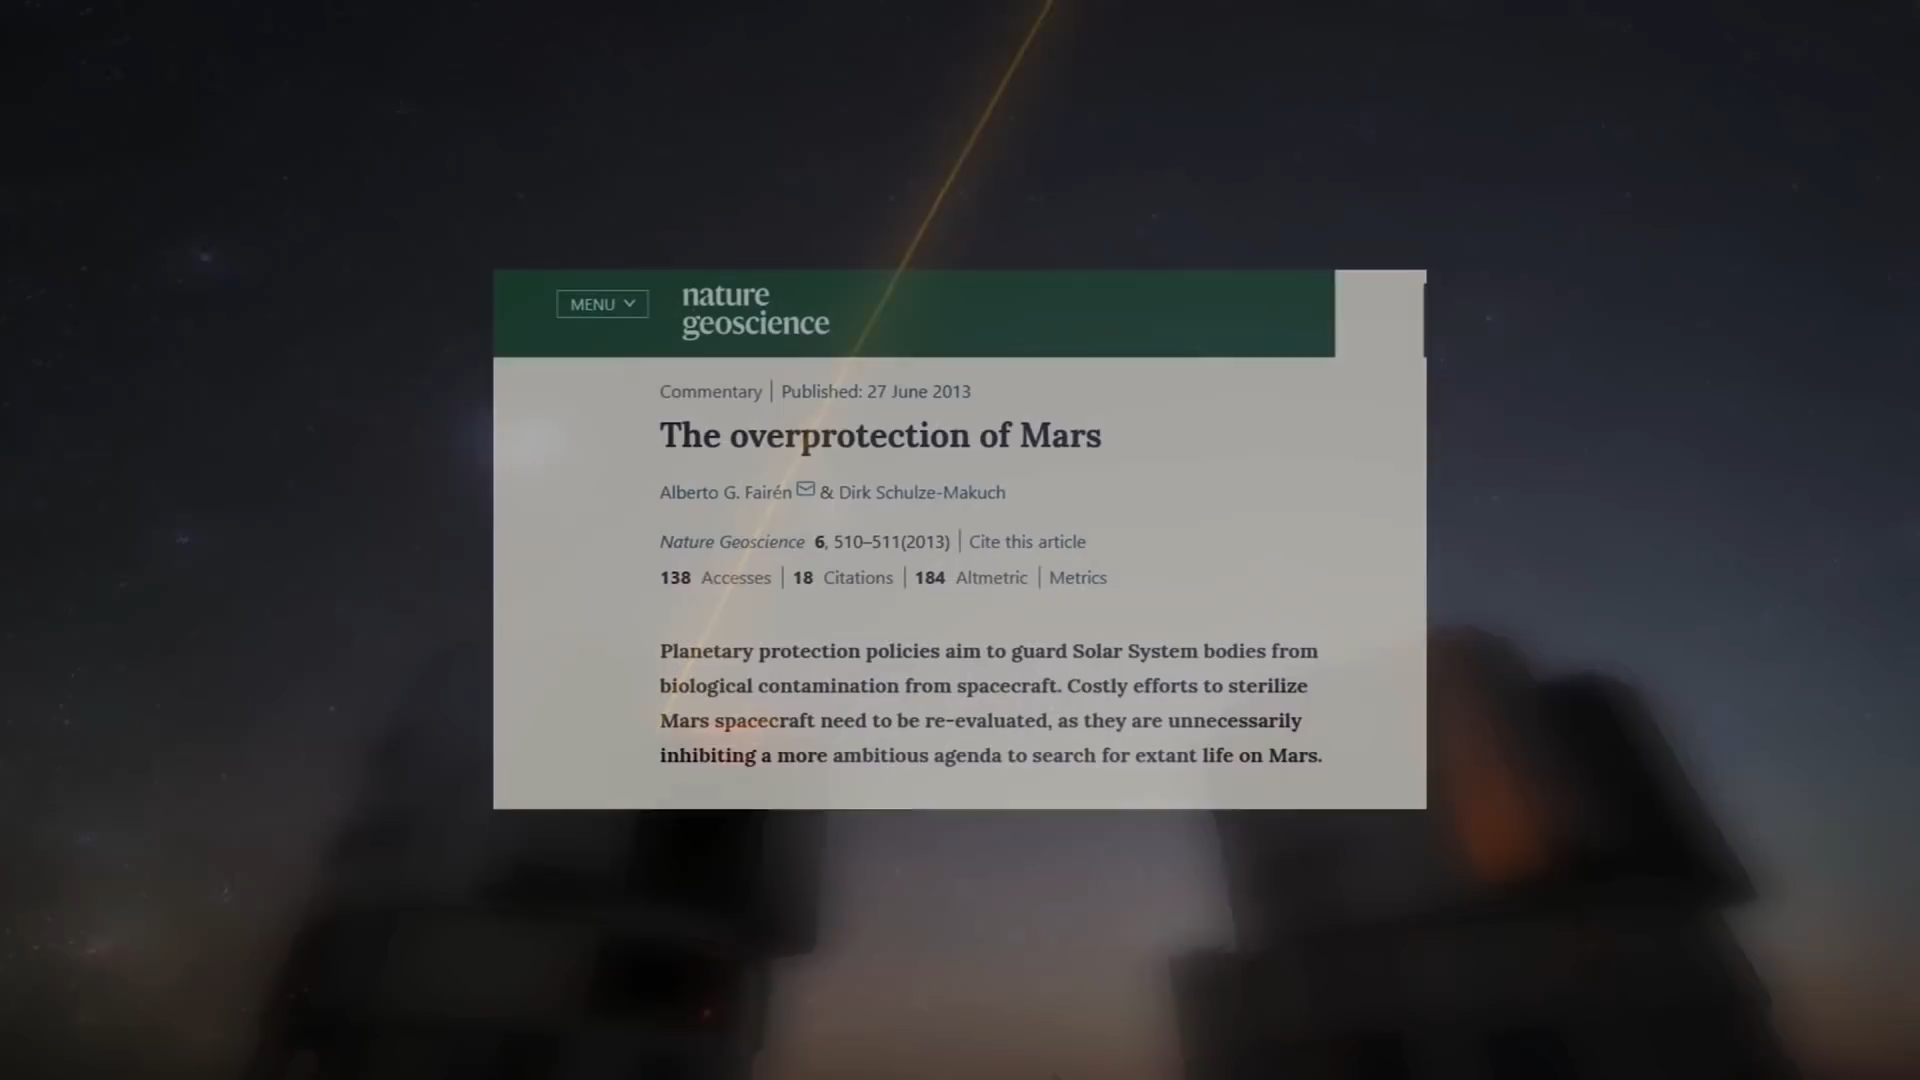 MENU
nature
geoscience
Commentary | Published: 27 June 2013
The overprotection of Mars
Alberto G. Fairén & Dirk Schulze-Makuch
Nature Geoscience 6, 510–511(2013) | Cite this article
138 Accesses | 18 Citations | 184 Altmetric | Metrics
Planetary protection policies aim to guard Solar System bodies from
biological contamination from spacecraft. Costly efforts to sterilize
Mars spacecraft need to be re-evaluated, as they are unnecessarily
inhibiting a more ambitious agenda to search for extant life on Mars.